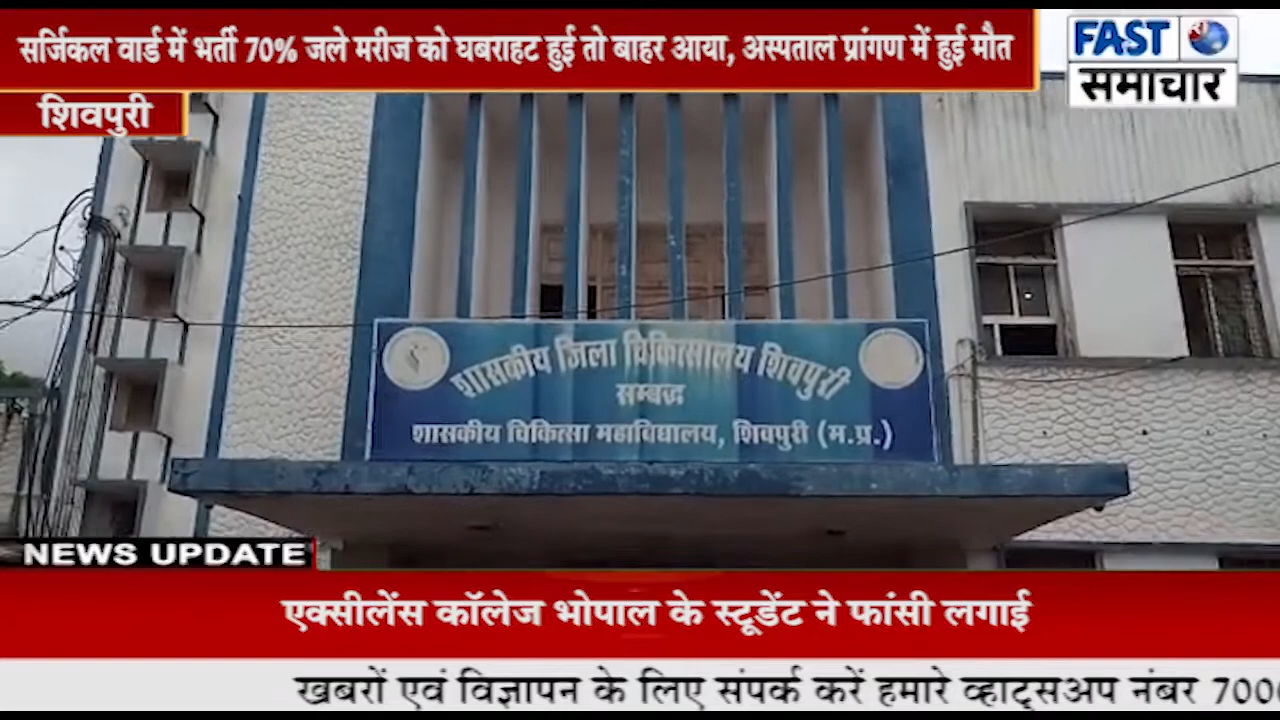 सर्जिकल वार्ड में भर्ती 70% जले मरीज को घबराहट हुई तो बाहर आया, अस्पताल प्रांगण में हुई मौत
FAST
समाचार
शिवपुरी
शासकीय जिला चिकित्सालय शिवपुरी
सम्बद्ध
शासकीय चिकित्सा महाविद्यालय, शिवपुरी (म.प्र.)
NEWS UPDATE
एक्सीलेंस कॉलेज भोपाल के स्टूडेंट ने फांसी लगाई
खबरों एवं विज्ञापन के लिए संपर्क करें हमारे व्हाट्सअप नंबर 700